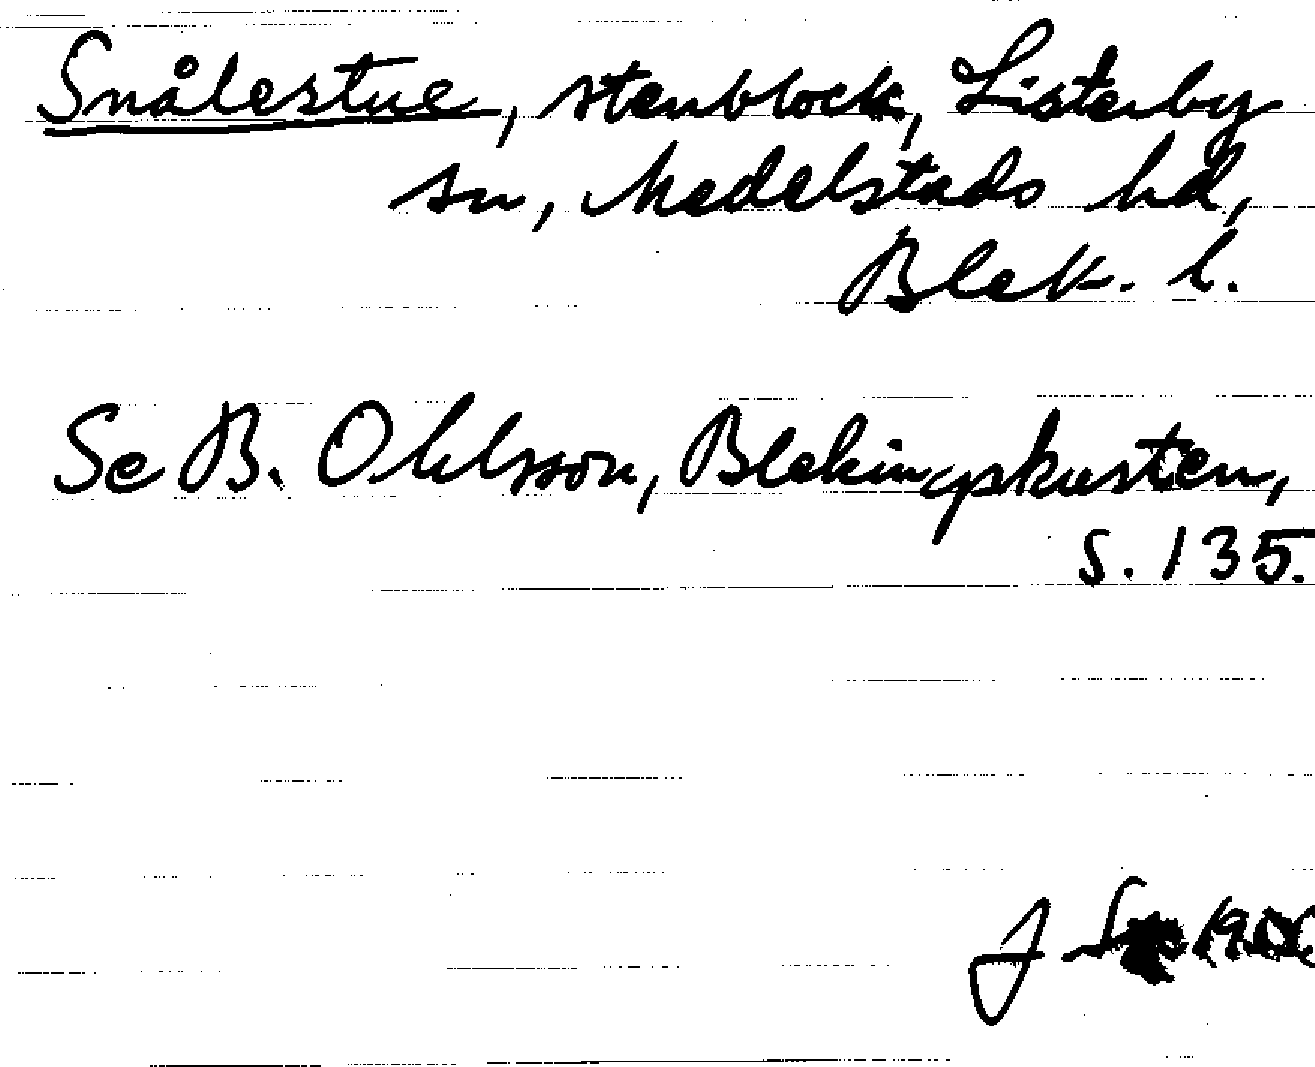 Snålestue, stenblock, Listerby
sn, Medelstads hd,
Blek. l.
Se B. Ohlsson, Blekingskusten,
s. 135.
J